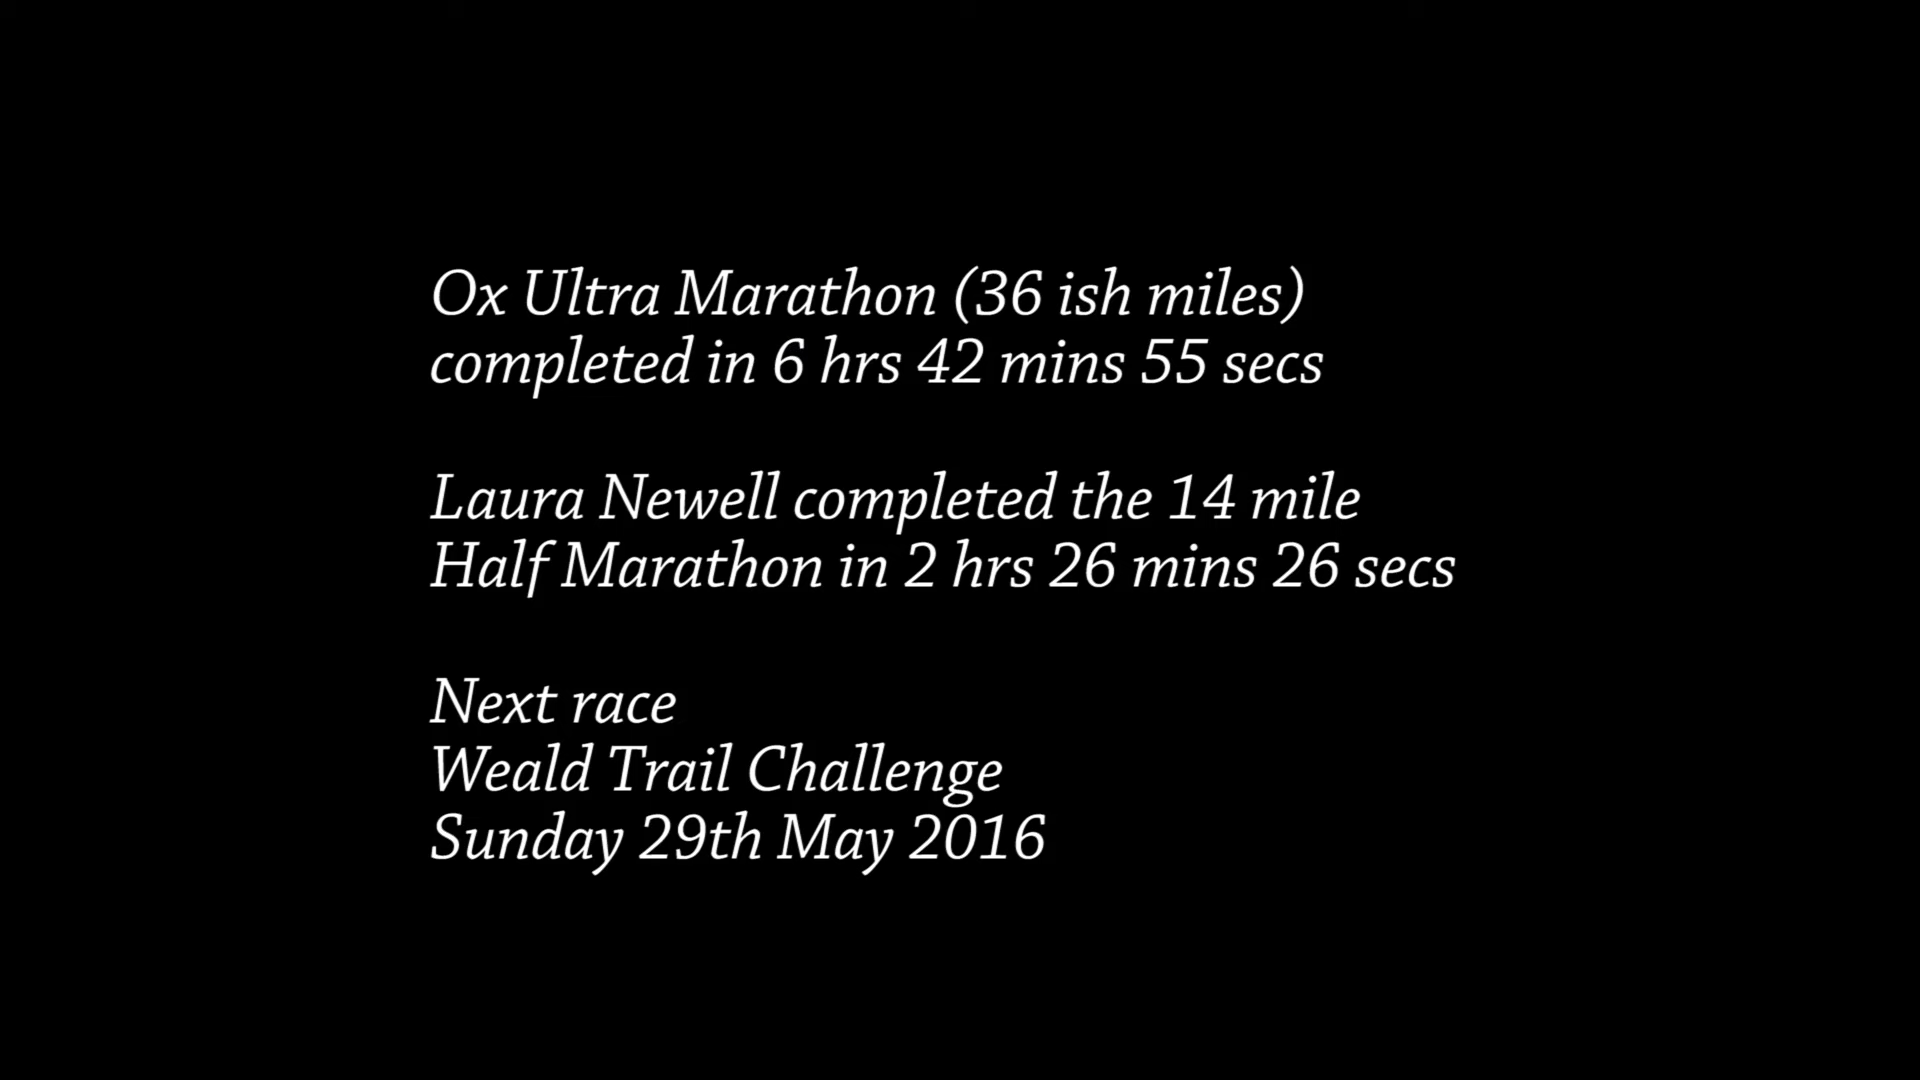 Ox Ultra Marathon (36 ish miles)
completed in 6 hrs 42 mins 55 secs
Laura Newell completed the 14 mile
Half Marathon in 2 hrs 26 mins 26 secs
Next race
Weald Trail Challenge
Sunday 29th May 2016